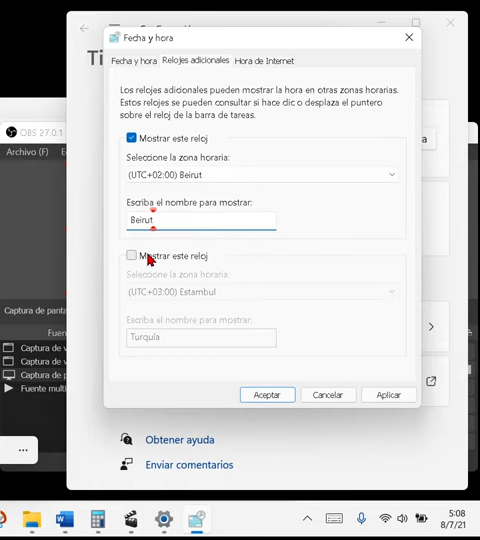 Fecha y hora
Ti
Fecha y hora
Relojes adicionales
Hora de Internet
Los relojes adicionales pueden mostrar la hora en otras zonas horarias.
Estos relojes se pueden consultar si hace clic o desplaza el puntero
sobre el reloj de la barra de tareas.
Mostrar este reloj
Seleccione la zona horaria:
(UTC+02:00) Beirut
Escriba el nombre para mostrar:
Beirut
Mostrar este reloj
Seleccione la zona horaria:
(UTC+03:00) Estambul
Escriba el nombre para mostrar:
Turquía
Aceptar
Cancelar
Aplicar
a
OBS 27.0.1
Archivo (F)
Captura de panta
Fuen
Captura de v
Captura de v
Captura de p
Fuente multi
...
Obtener ayuda
Enviar comentarios
5:08
8/7/21